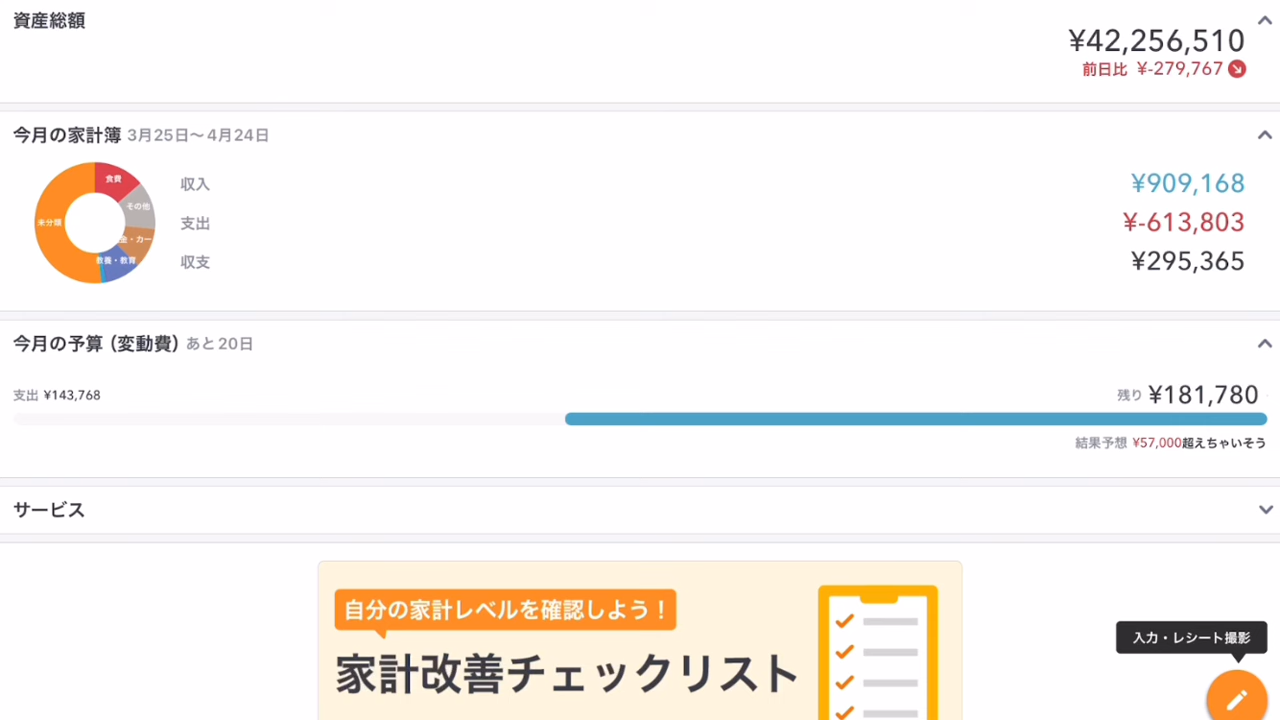 資産総額
¥42,256,510
前日比 ¥-279,767
今月の家計簿 3月25日〜4月24日
食費
その他
未分類
金・カー
教養・教育
収入 ¥909,168
支出 ¥-613,803
収支 ¥295,365
今月の予算（変動費） あと20日
支出 ¥143,768
残り ¥181,780
結果予想 ¥57,000超えちゃいそう
サービス
自分の家計レベルを確認しよう！
家計改善チェックリスト
入力・レシート撮影